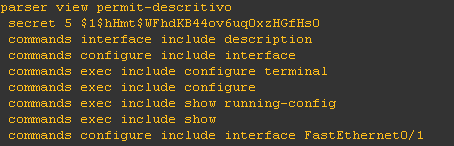 parser view permit-descritivo
secret 5 $1$hHmt$WFhdKB44ov6uq0xzHGfHs0
commands interface include description
commands configure include interface
commands exec include configure terminal
commands exec include configure
commands exec include show running-config
commands exec include show
commands configure include interface FastEthernet0/1